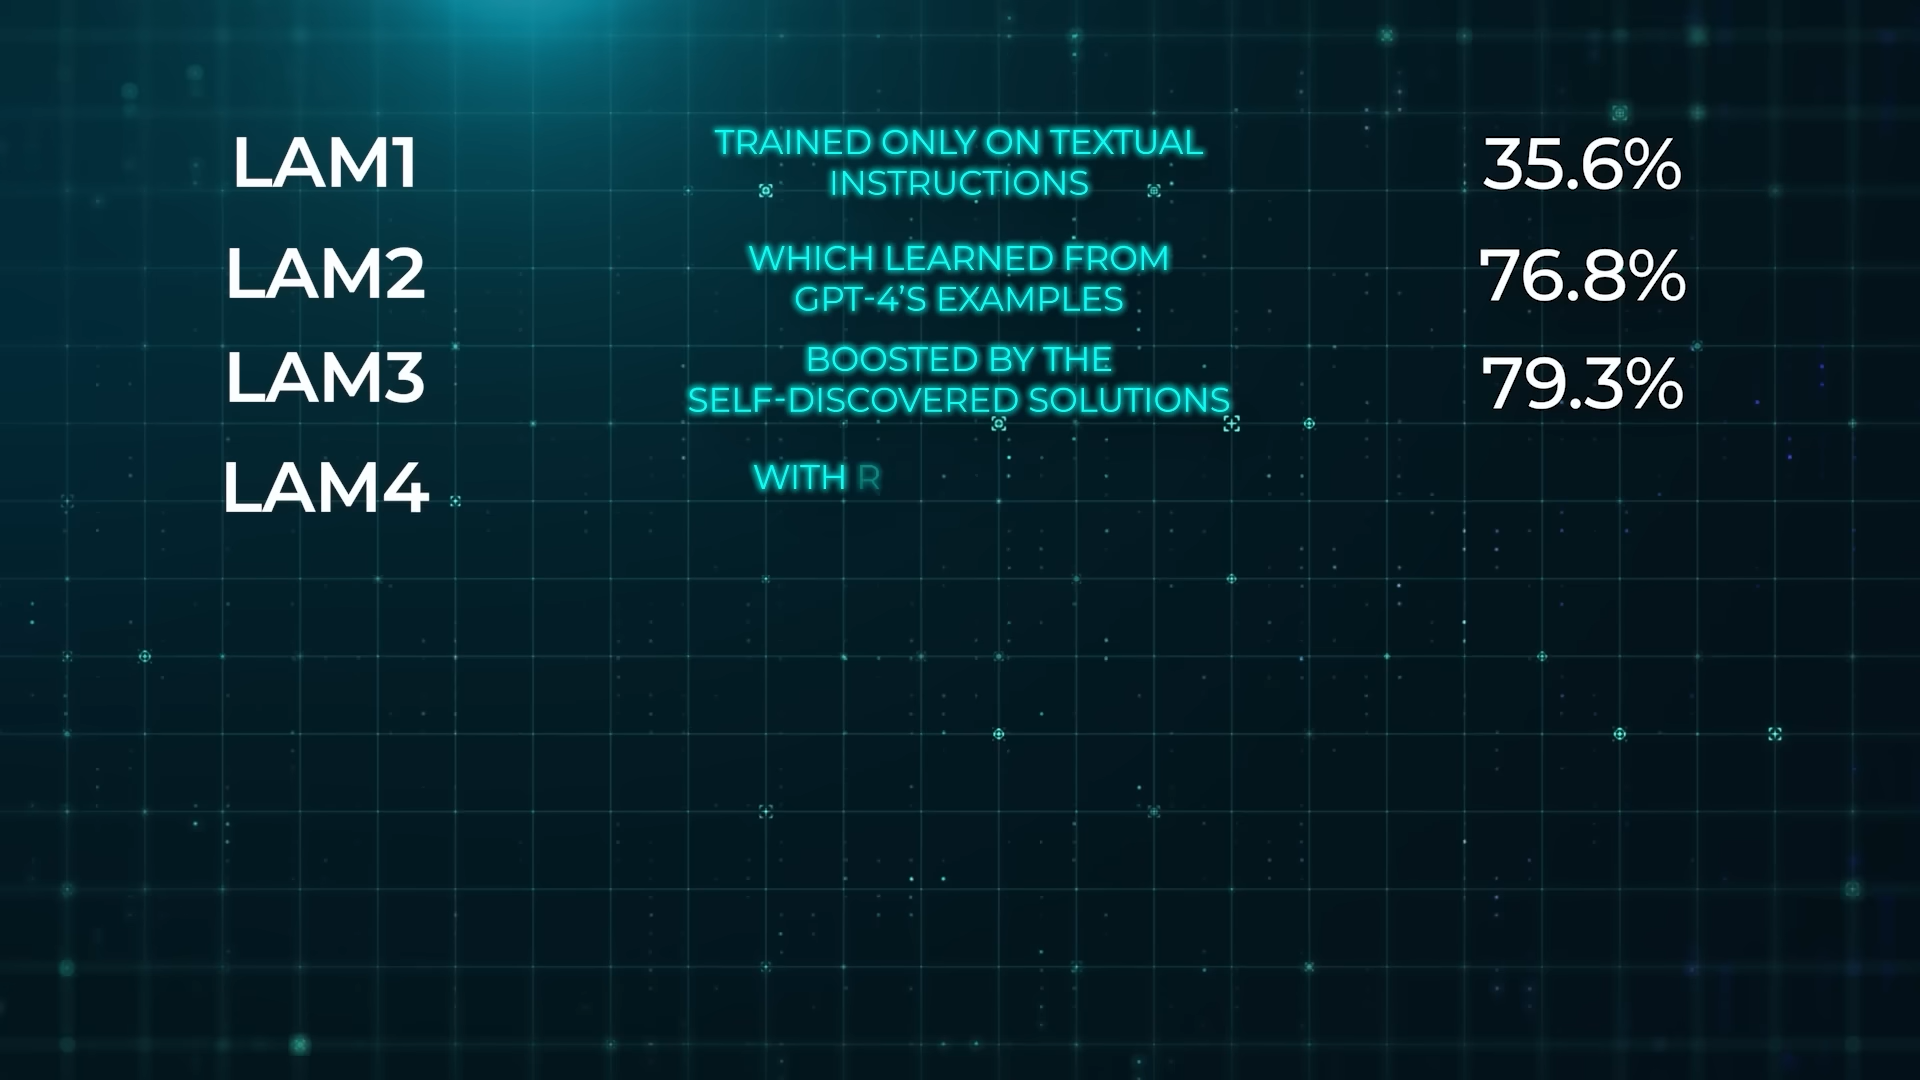 LAM1
TRAINED ONLY ON TEXTUAL
INSTRUCTIONS
35.6%
LAM2
WHICH LEARNED FROM
GPT-4’S EXAMPLES
76.8%
LAM3
BOOSTED BY THE
SELF-DISCOVERED SOLUTIONS
79.3%
LAM4
WITH R